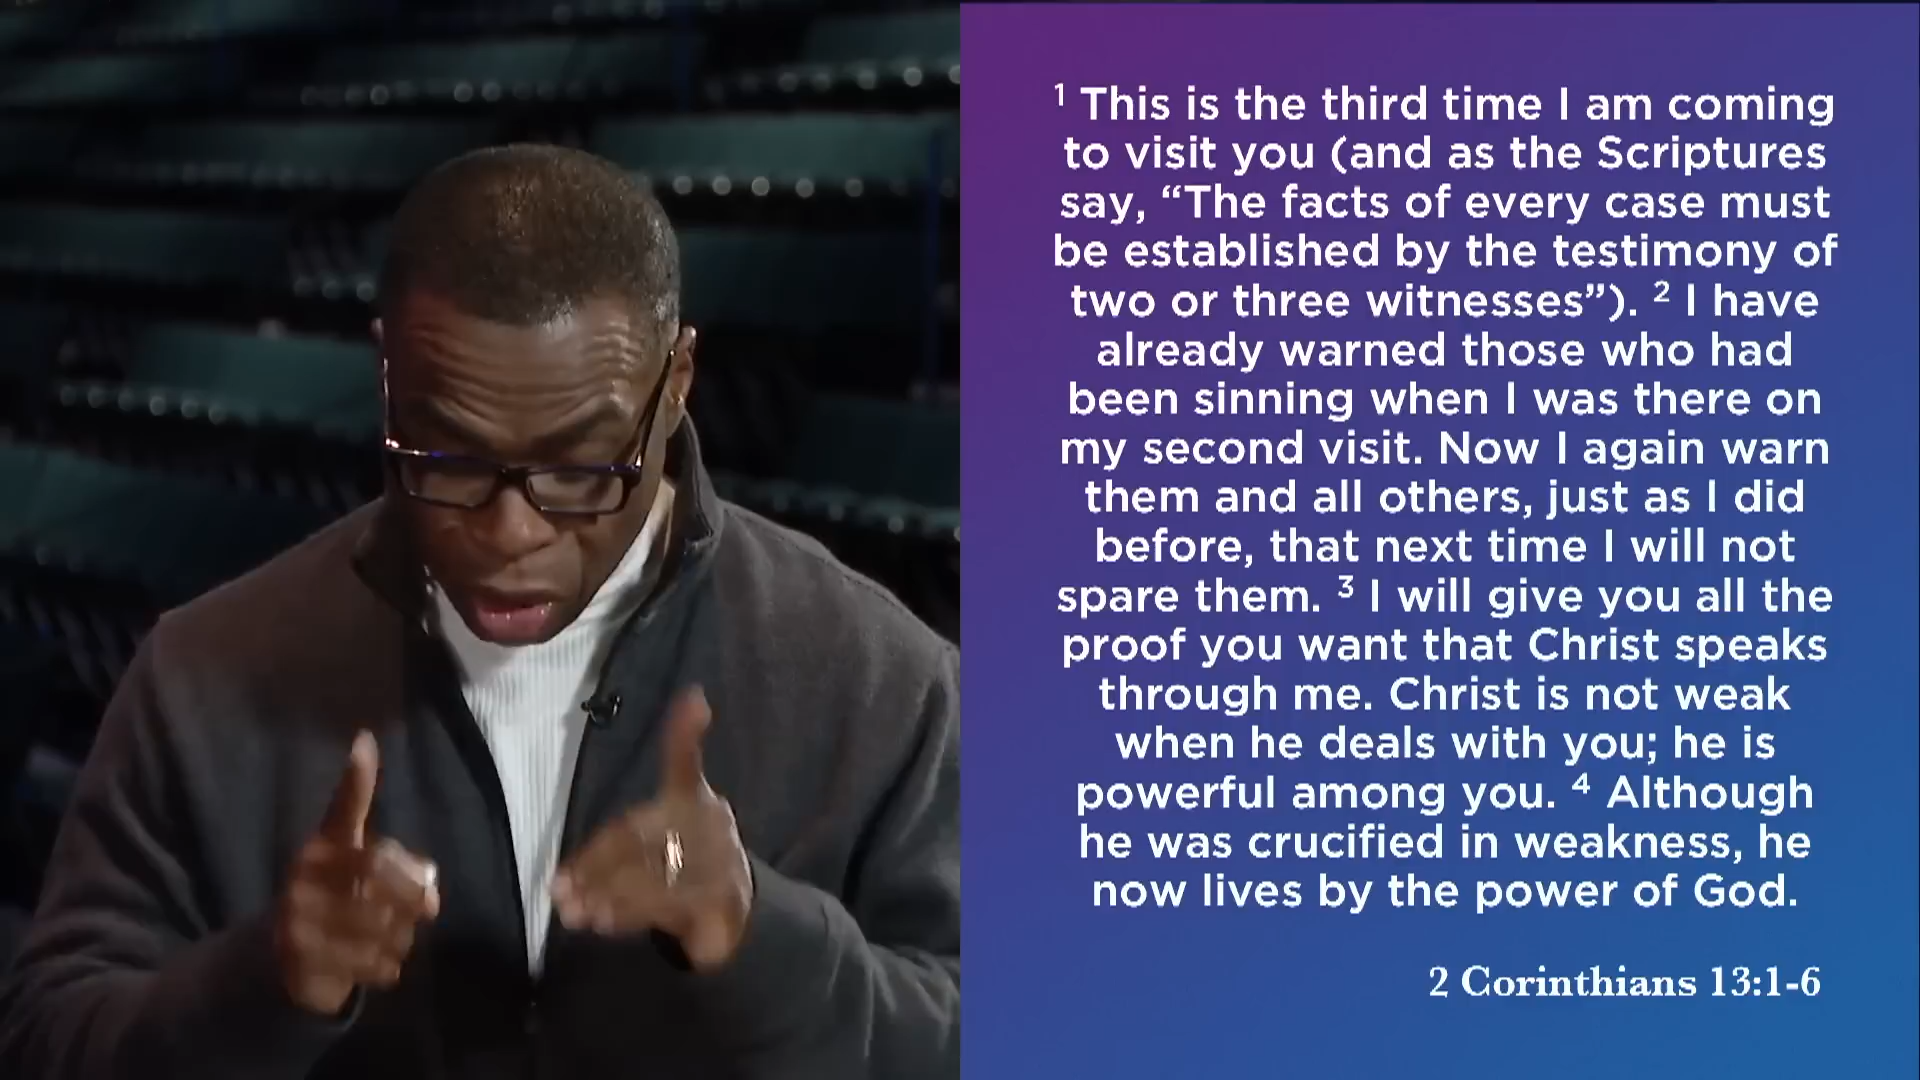 ¹ This is the third time I am coming
to visit you (and as the Scriptures
say, “The facts of every case must
be established by the testimony of
two or three witnesses”). ² I have
already warned those who had
been sinning when I was there on
my second visit. Now I again warn
them and all others, just as I did
before, that next time I will not
spare them. ³ I will give you all the
proof you want that Christ speaks
through me. Christ is not weak
when he deals with you; he is
powerful among you. ⁴ Although
he was crucified in weakness, he
now lives by the power of God.
2 Corinthians 13:1-6